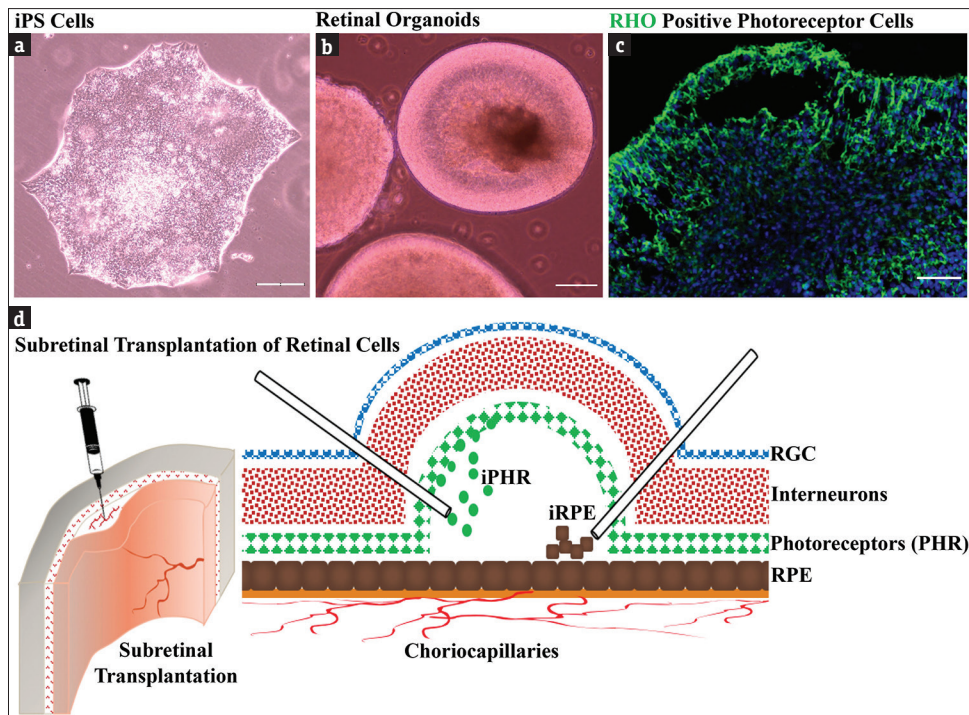 iPS Cells
Retinal Organoids
RHO Positive Photoreceptor Cells
a
b
c
d
Subretinal Transplantation of Retinal Cells
iPHR
iRPE
RGC
Interneurons
Photoreceptors (PHR)
RPE
Choriocapillaries
Subretinal
Transplantation